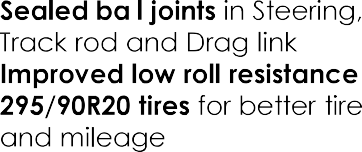 Sealed ba l joints in Steering,
Track rod and Drag link
Improved low roll resistance
295/90R20 tires for better tire
and mileage